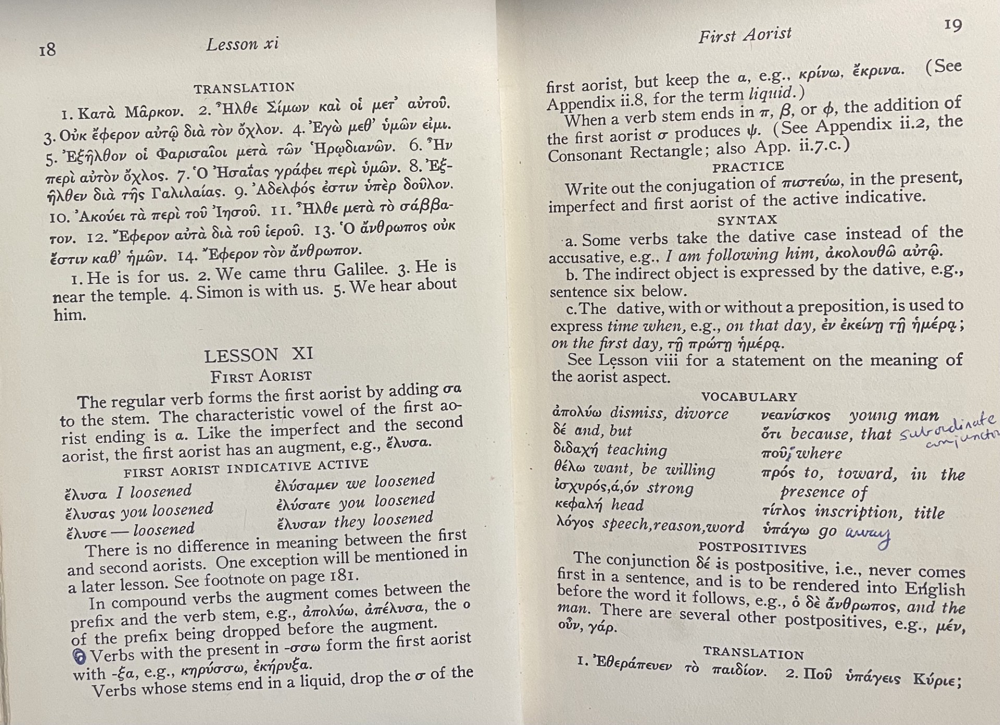 18
Lesson xi
TRANSLATION
1. Κατὰ Μᾶρκον. 2. Ἦλθε Σίμων καὶ οἱ μετ’ αὐτοῦ.
3. Οὐκ ἔφερον αὐτῷ διὰ τὸν ὄχλον. 4. Ἐγὼ μεθ’ ὑμῶν εἰμι.
5. Ἐξῆλθον οἱ Φαρισαῖοι μετὰ τῶν Ἡρῳδιανῶν. 6. Ἦν
περὶ αὐτὸν ὄχλος. 7. Ὁ Ἠσαΐας γράφει περὶ ὑμῶν. 8. Ἐξ-
ῆλθεν διὰ τῆς Γαλιλαίας. 9. Ἀδελφός ἐστιν ὑπὲρ δοῦλον.
10. Ἀκούει τὰ περὶ τοῦ Ἰησοῦ. 11. Ἦλθε μετὰ τὸ σάββα-
τον. 12. Ἔφερον αὐτὰ διὰ τοῦ ἱεροῦ. 13. Ὁ ἄνθρωπος οὐκ
ἔστιν καθ’ ἡμῶν. 14. Ἔφερον τὸν ἄνθρωπον.
1. He is for us. 2. We came thru Galilee. 3. He is
near the temple. 4. Simon is with us. 5. We hear about
him.
LESSON XI
FIRST AORIST
The regular verb forms the first aorist by adding σα
to the stem. The characteristic vowel of the first ao-
rist ending is α. Like the imperfect and the second
aorist, the first aorist has an augment, e.g., ἔλυσα.
FIRST AORIST INDICATIVE ACTIVE
ἔλυσα I loosened ἐλύσαμεν we loosened
ἔλυσας you loosened ἐλύσατε you loosened
ἔλυσε — loosened ἔλυσαν they loosened
There is no difference in meaning between the first
and second aorists. One exception will be mentioned in
a later lesson. See footnote on page 181.
In compound verbs the augment comes between the
prefix and the verb stem, e.g., ἀπολύω, ἀπέλυσα, the ο
of the prefix being dropped before the augment.
Verbs with the present in -σσω form the first aorist
with -ξα, e.g., κηρύσσω, ἐκήρυξα.
Verbs whose stems end in a liquid, drop the σ of the
First Aorist
19
first aorist, but keep the α, e.g., κρίνω, ἔκρινα. (See
Appendix ii.8, for the term liquid.)
When a verb stem ends in π, β, or φ, the addition of
the first aorist σ produces ψ. (See Appendix ii.2, the
Consonant Rectangle; also App. ii.7.c.)
PRACTICE
Write out the conjugation of πιστεύω, in the present,
imperfect and first aorist of the active indicative.
SYNTAX
a. Some verbs take the dative case instead of the
accusative, e.g., I am following him, ἀκολουθῶ αὐτῷ.
b. The indirect object is expressed by the dative, e.g.,
sentence six below.
c. The dative, with or without a preposition, is used to
express time when, e.g., on that day, ἐν ἐκείνῃ τῇ ἡμέρᾳ;
on the first day, τῇ πρώτῃ ἡμέρᾳ.
See Lesson viii for a statement on the meaning of
the aorist aspect.
VOCABULARY
ἀπολύω dismiss, divorce νεανίσκος young man
δέ and, but ὅτι because, that subordinate
conjunction
διδαχή teaching ποῦ; where
θέλω want, be willing πρός to, toward, in the
ἰσχυρός,ά,όν strong presence of
κεφαλή head τίτλος inscription, title
λόγος speech,reason,word ὑπάγω go away
POSTPOSITIVES
The conjunction δέ is postpositive, i.e., never comes
first in a sentence, and is to be rendered into English
before the word it follows, e.g., ὁ δὲ ἄνθρωπος, and the
man. There are several other postpositives, e.g., μέν,
οὖν, γάρ.
TRANSLATION
1. Ἐθεράπευεν τὸ παιδίον. 2. Ποῦ ὑπάγεις Κύριε;